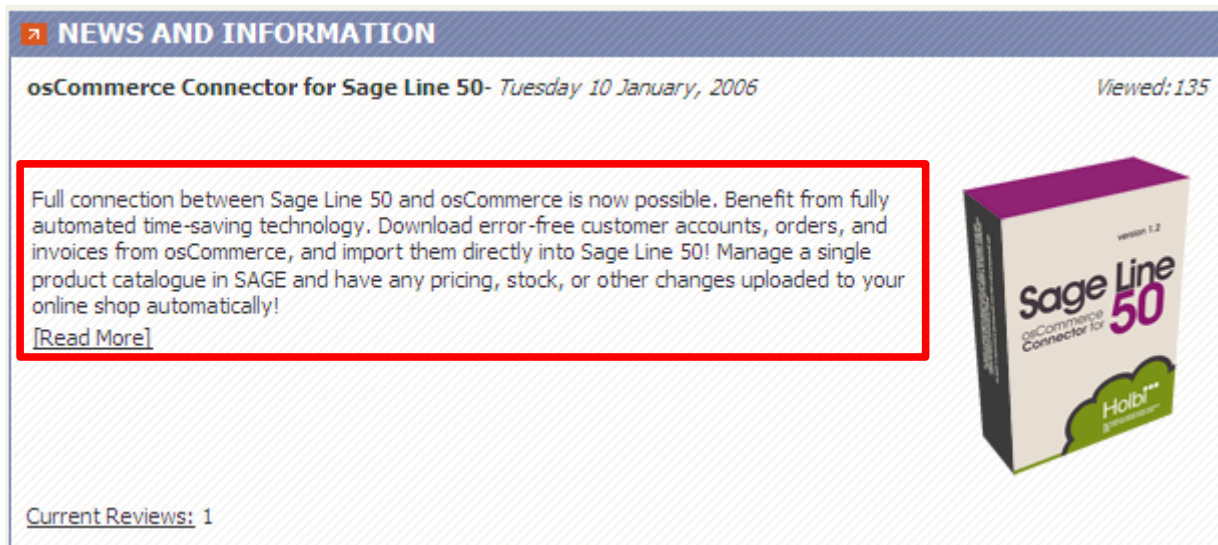 NEWS AND INFORMATION
osCommerce Connector for Sage Line 50- Tuesday 10 January, 2006
Viewed:135
Full connection between Sage Line 50 and osCommerce is now possible. Benefit from fully
automated time-saving technology. Download error-free customer accounts, orders, and
invoices from osCommerce, and import them directly into Sage Line 50! Manage a single
product catalogue in SAGE and have any pricing, stock, or other changes uploaded to your
online shop automatically!
[Read More]
version 1.2
Sage Line
50
osCommerce
Connector for
Holbi
Current Reviews: 1